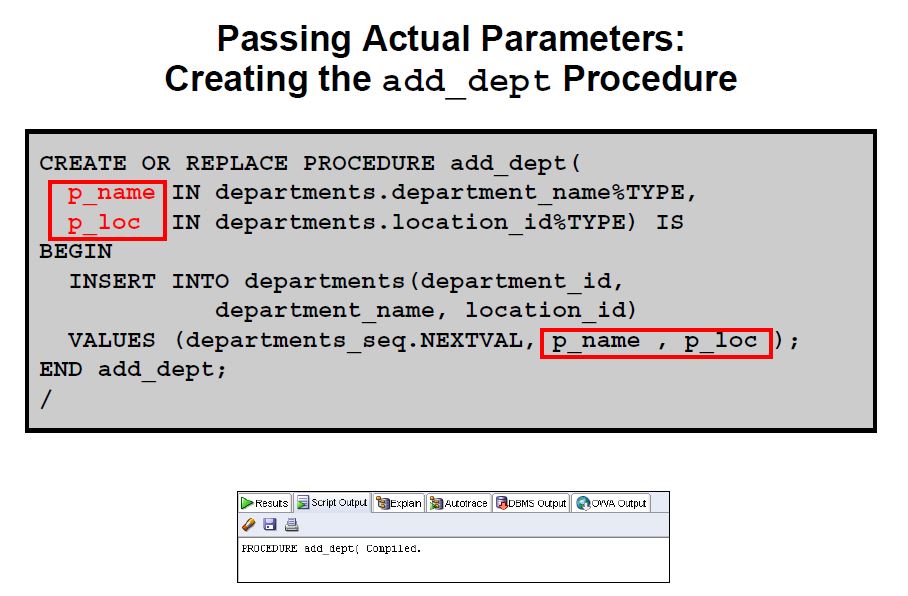 Passing Actual Parameters:
Creating the add_dept Procedure
CREATE OR REPLACE PROCEDURE add_dept(
p_name IN departments.department_name%TYPE,
p_loc IN departments.location_id%TYPE) IS
BEGIN
INSERT INTO departments(department_id,
department_name, location_id)
VALUES (departments_seq.NEXTVAL, p_name , p_loc );
END add_dept;
/
Results Script Output Explain Autotrace DBMS Output OWA Output
PROCEDURE add_dept( Compiled.